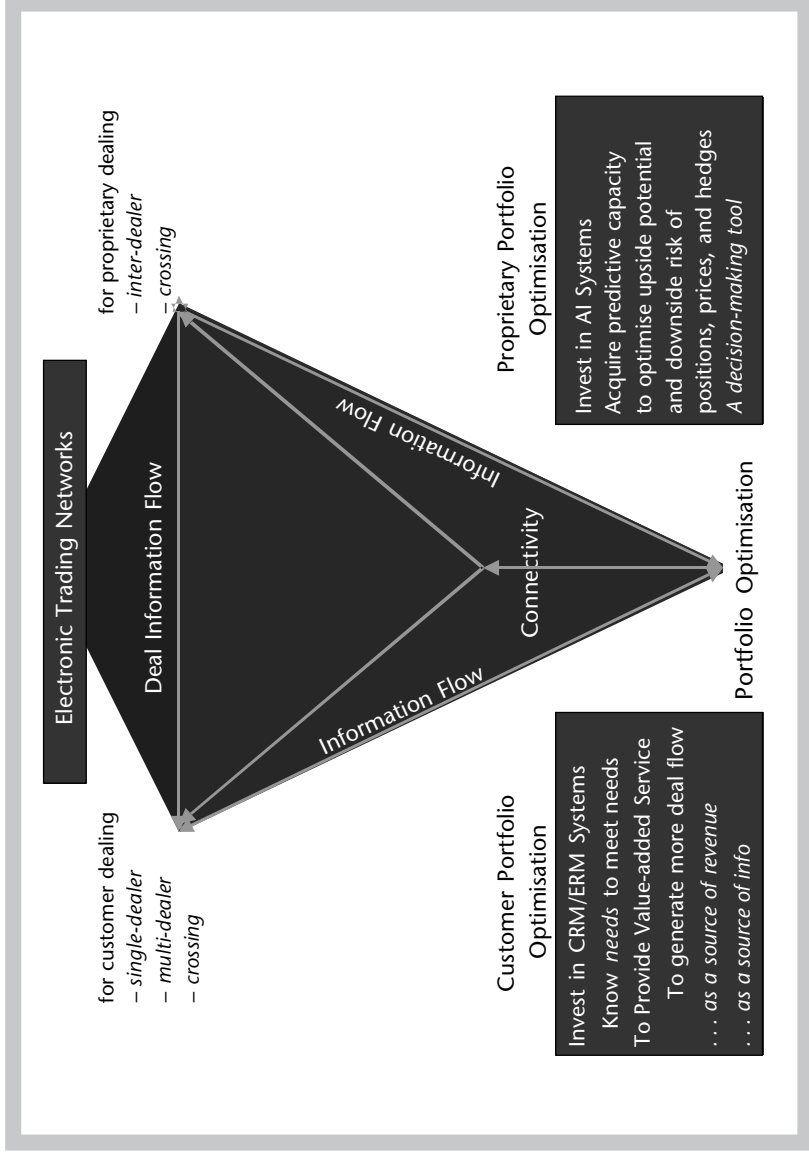 Electronic Trading Networks
for customer dealing
– single-dealer
– multi-dealer
– crossing
for proprietary dealing
– inter-dealer
– crossing
Deal Information Flow
Information Flow
Information Flow
Connectivity
Customer Portfolio
Optimisation
Invest in CRM/ERM Systems
Know needs to meet needs
To Provide Value-added Service
To generate more deal flow
. . . as a source of revenue
. . . as a source of info
Portfolio Optimisation
Proprietary Portfolio
Optimisation
Invest in AI Systems
Acquire predictive capacity
to optimise upside potential
and downside risk of
positions, prices, and hedges
A decision-making tool